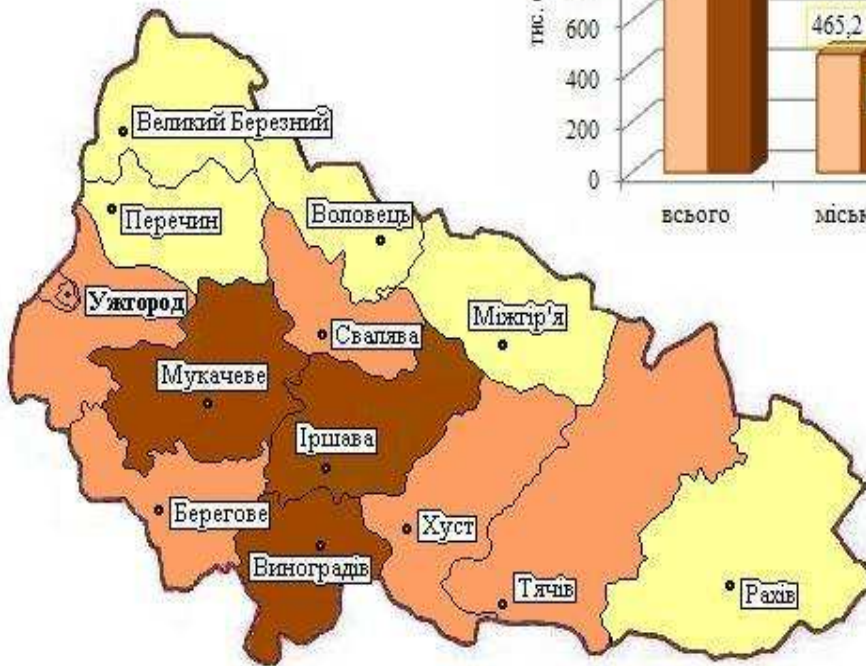 600
465,2
400
200
0
всього
Великий Березний
Перечин
Воловець
Ужгород
Свалява
Міжгір'я
Мукачеве
Іршава
Берегове
Хуст
Виноградів
Тячів
Рахів